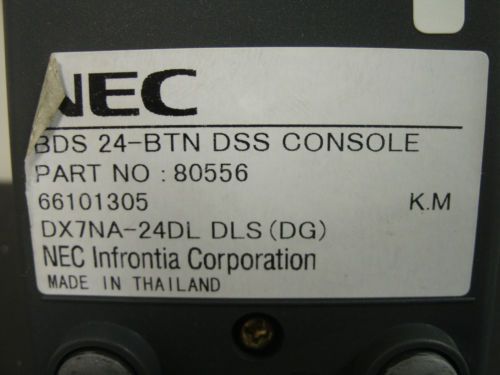 NEC
BDS 24-BTN DSS CONSOLE
PART NO : 80556
66101305 K.M
DX7NA-24DL DLS (DG)
NEC Infrontia Corporation
MADE IN THAILAND